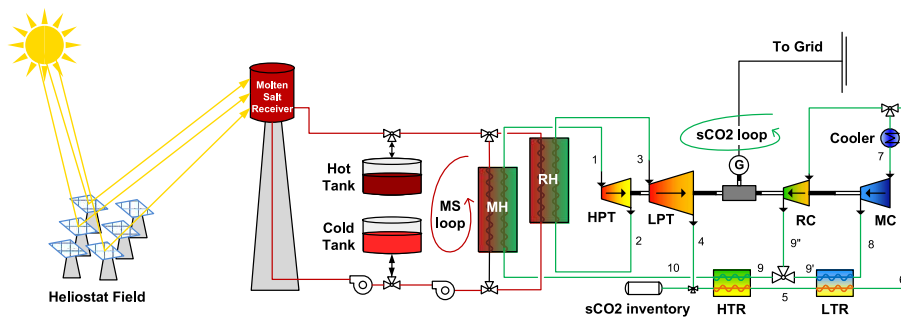 To Grid
Molten
Salt
Receiver
sCO2 loop
Cooler
7
G
Hot
Tank
MS
loop
MH
RH
1
3
HPT
LPT
RC
MC
Cold
Tank
2
4
9"
8
Heliostat Field
10
9
9'
6
sCO2 inventory
HTR
5
LTR